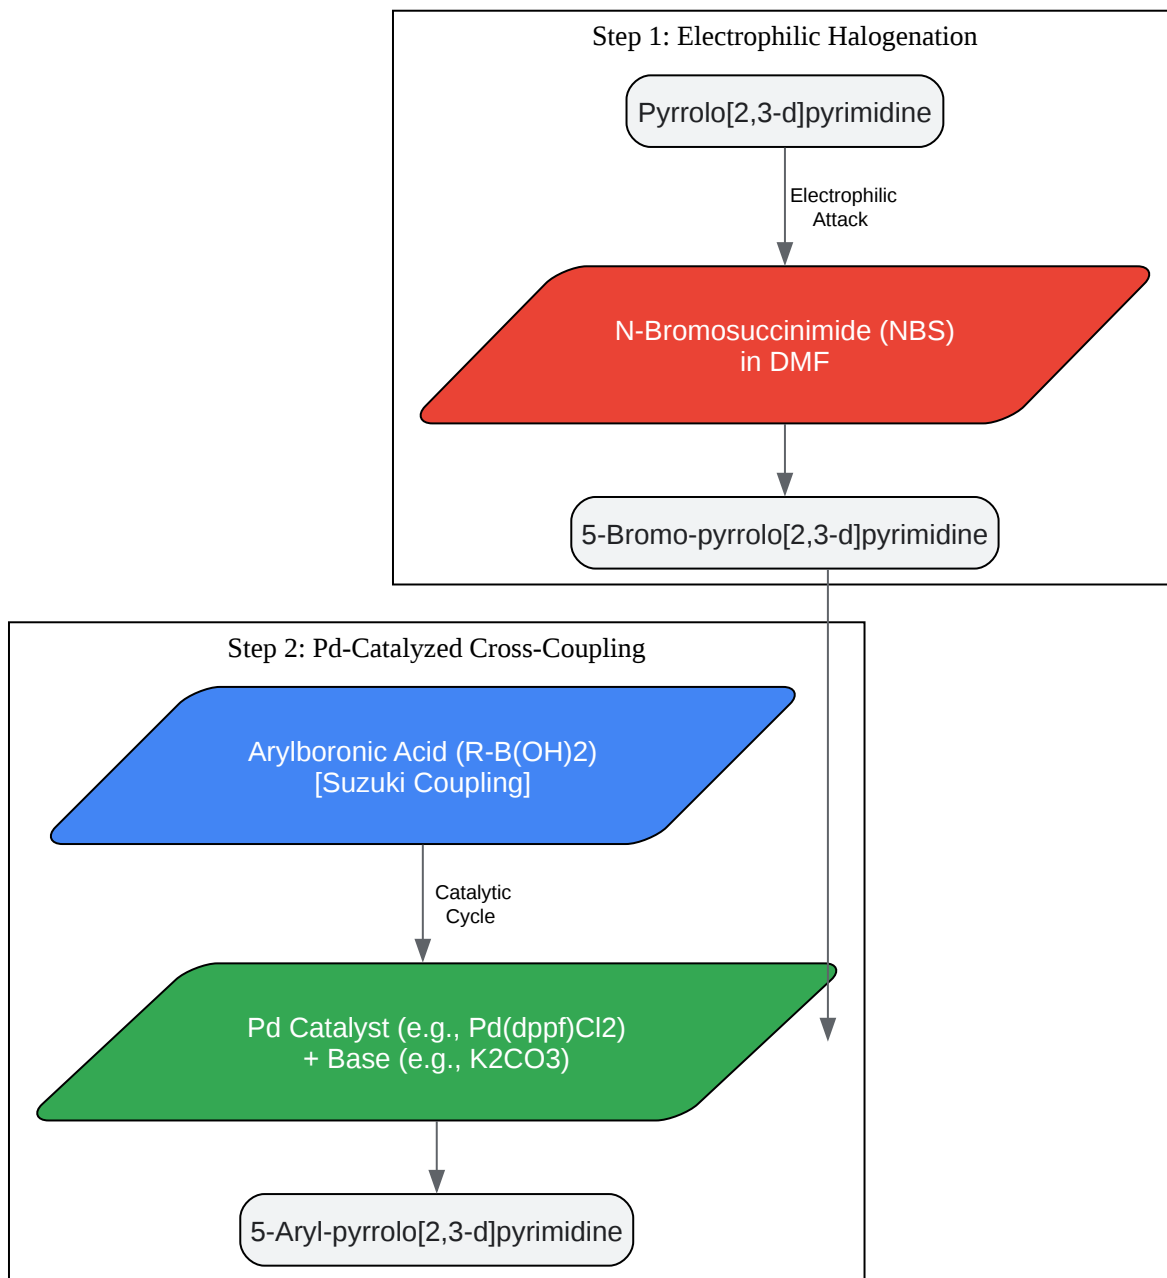 Step 1: Electrophilic Halogenation
Pyrrolo[2,3-d]pyrimidine
Electrophilic
Attack
N-Bromosuccinimide (NBS)
in DMF
5-Bromo-pyrrolo[2,3-d]pyrimidine
Step 2: Pd-Catalyzed Cross-Coupling
Arylboronic Acid (R-B(OH)2)
[Suzuki Coupling]
Catalytic
Cycle
Pd Catalyst (e.g., Pd(dppf)Cl2)
+ Base (e.g., K2CO3)
5-Aryl-pyrrolo[2,3-d]pyrimidine